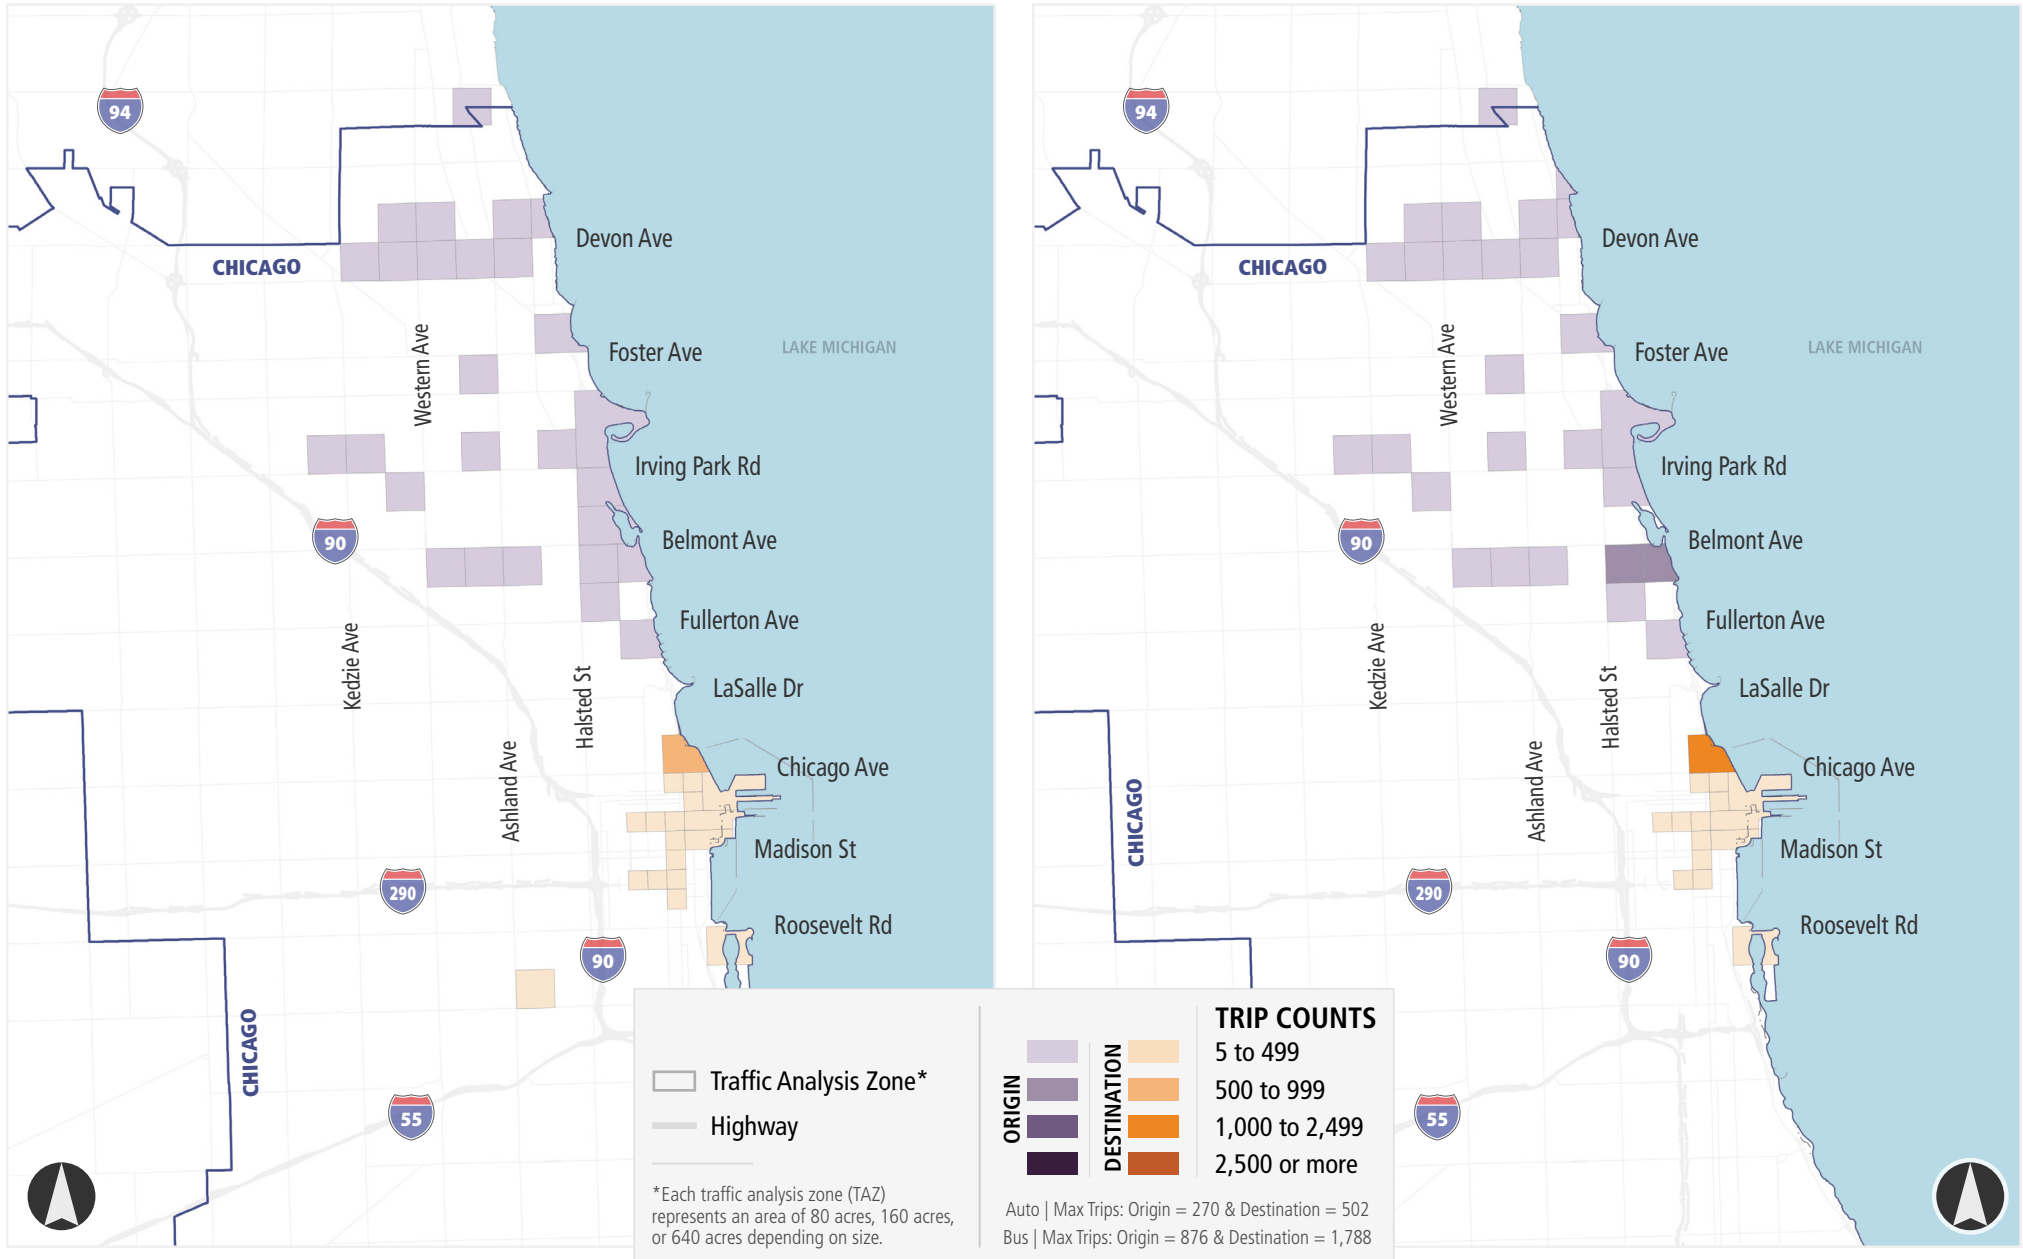 94
Devon Ave
CHICAGO
Western Ave
Foster Ave
LAKE MICHIGAN
Irving Park Rd
90
Belmont Ave
Kedzie Ave
Fullerton Ave
Halsted St
LaSalle Dr
Ashland Ave
Chicago Ave
Madison St
290
Roosevelt Rd
90
CHICAGO
55
94
Devon Ave
CHICAGO
Western Ave
Foster Ave
LAKE MICHIGAN
Irving Park Rd
90
Belmont Ave
Kedzie Ave
Fullerton Ave
Halsted St
LaSalle Dr
Ashland Ave
Chicago Ave
CHICAGO
Madison St
290
Roosevelt Rd
90
55
Traffic Analysis Zone*
Highway
*Each traffic analysis zone (TAZ)
represents an area of 80 acres, 160 acres,
or 640 acres depending on size.
ORIGIN
DESTINATION
TRIP COUNTS
5 to 499
500 to 999
1,000 to 2,499
2,500 or more
Auto | Max Trips: Origin = 270 & Destination = 502
Bus | Max Trips: Origin = 876 & Destination = 1,788